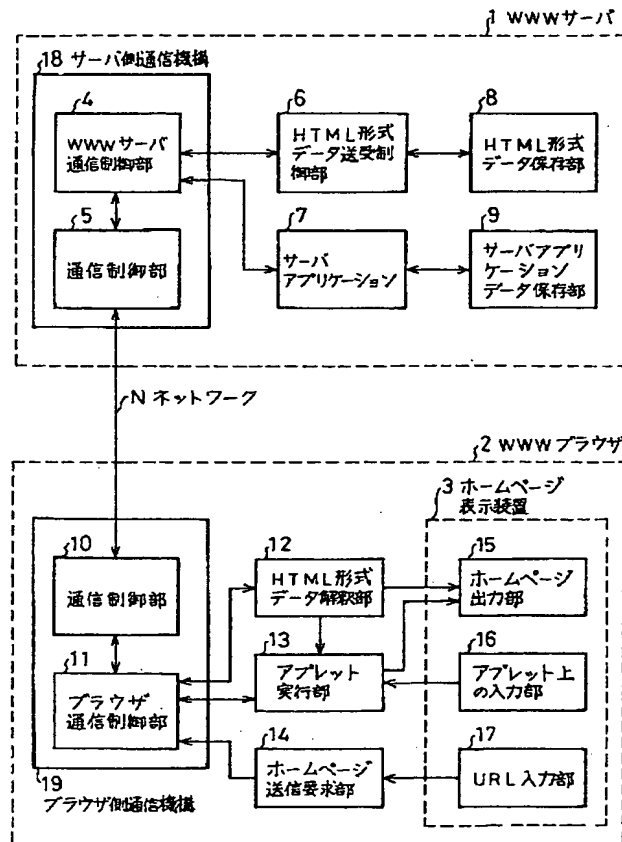 1 WWWサーバ
18 サーバ側通信機構
4
WWWサーバ
通信制御部
5
通信制御部
6
HTML形式
データ送受制
御部
7
サーバ
アプリケーション
8
HTML形式
データ保存部
9
サーバアプリ
ケーション
データ保存部
N ネットワーク
2 WWWブラウザ
3 ホームページ
表示装置
10
通信制御部
11
ブラウザ
通信制御部
19
ブラウザ側通信機構
12
HTML形式
データ解釈部
13
アプレット
実行部
14
ホームページ
送信要求部
15
ホームページ
出力部
16
アプレット上
の入力部
17
URL入力部